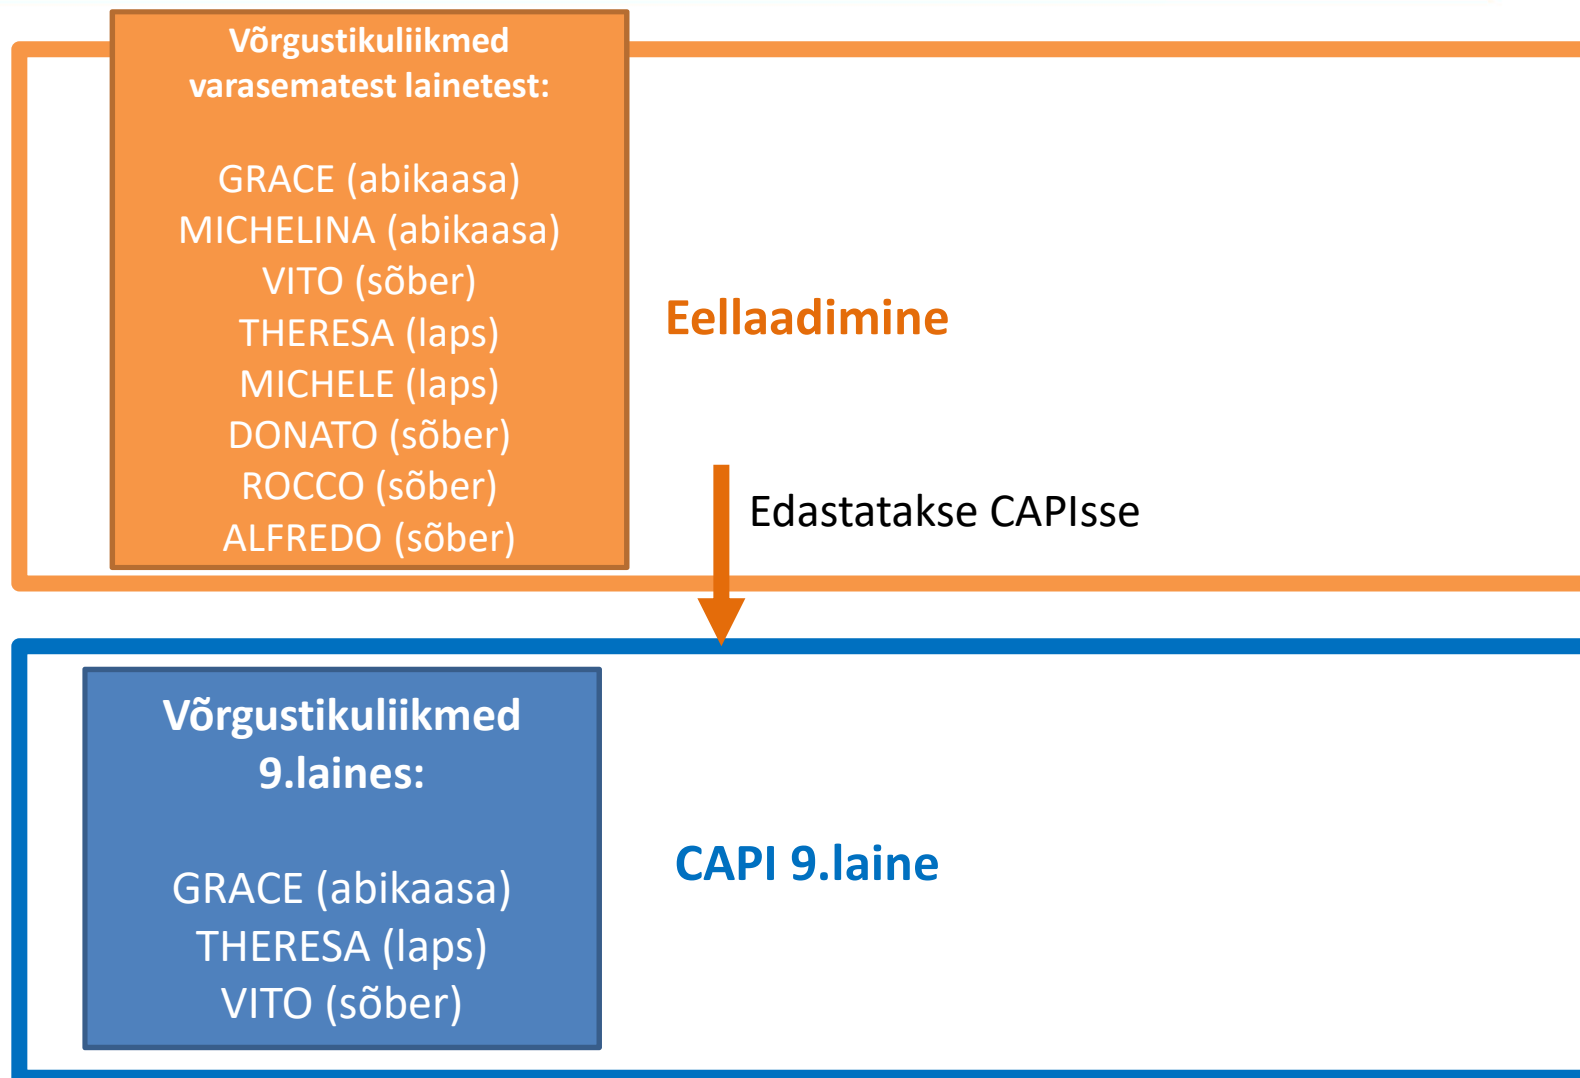 Võrgustikuliikmed
varasematest lainetest:
GRACE (abikaasa)
MICHELINA (abikaasa)
VITO (sõber)
THERESA (laps)
MICHELE (laps)
DONATO (sõber)
ROCCO (sõber)
ALFREDO (sõber)
Eellaadimine
Edastatakse CAPIsse
Võrgustikuliikmed
9.laines:
GRACE (abikaasa)
THERESA (laps)
VITO (sõber)
CAPI 9.laine